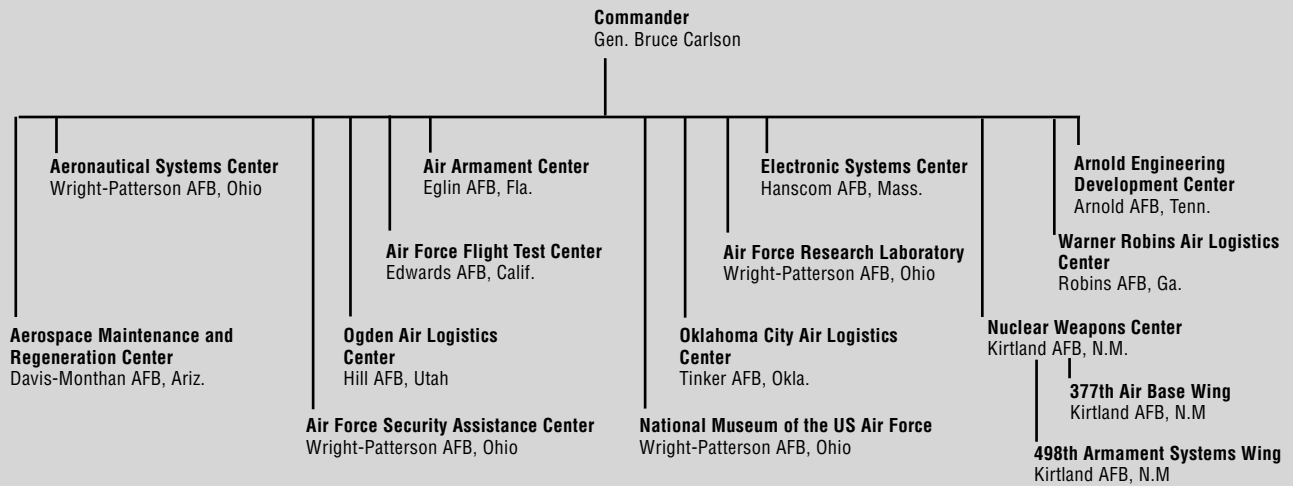 Commander
Gen. Bruce Carlson
Aeronautical Systems Center
Wright-Patterson AFB, Ohio
Air Armament Center
Eglin AFB, Fla.
Electronic Systems Center
Hanscom AFB, Mass.
Arnold Engineering
Development Center
Arnold AFB, Tenn.
Air Force Flight Test Center
Edwards AFB, Calif.
Air Force Research Laboratory
Wright-Patterson AFB, Ohio
Warner Robins Air Logistics
Center
Robins AFB, Ga.
Aerospace Maintenance and
Regeneration Center
Davis-Monthan AFB, Ariz.
Ogden Air Logistics
Center
Hill AFB, Utah
Oklahoma City Air Logistics
Center
Tinker AFB, Okla.
Nuclear Weapons Center
Kirtland AFB, N.M.
377th Air Base Wing
Kirtland AFB, N.M
Air Force Security Assistance Center
Wright-Patterson AFB, Ohio
National Museum of the US Air Force
Wright-Patterson AFB, Ohio
498th Armament Systems Wing
Kirtland AFB, N.M